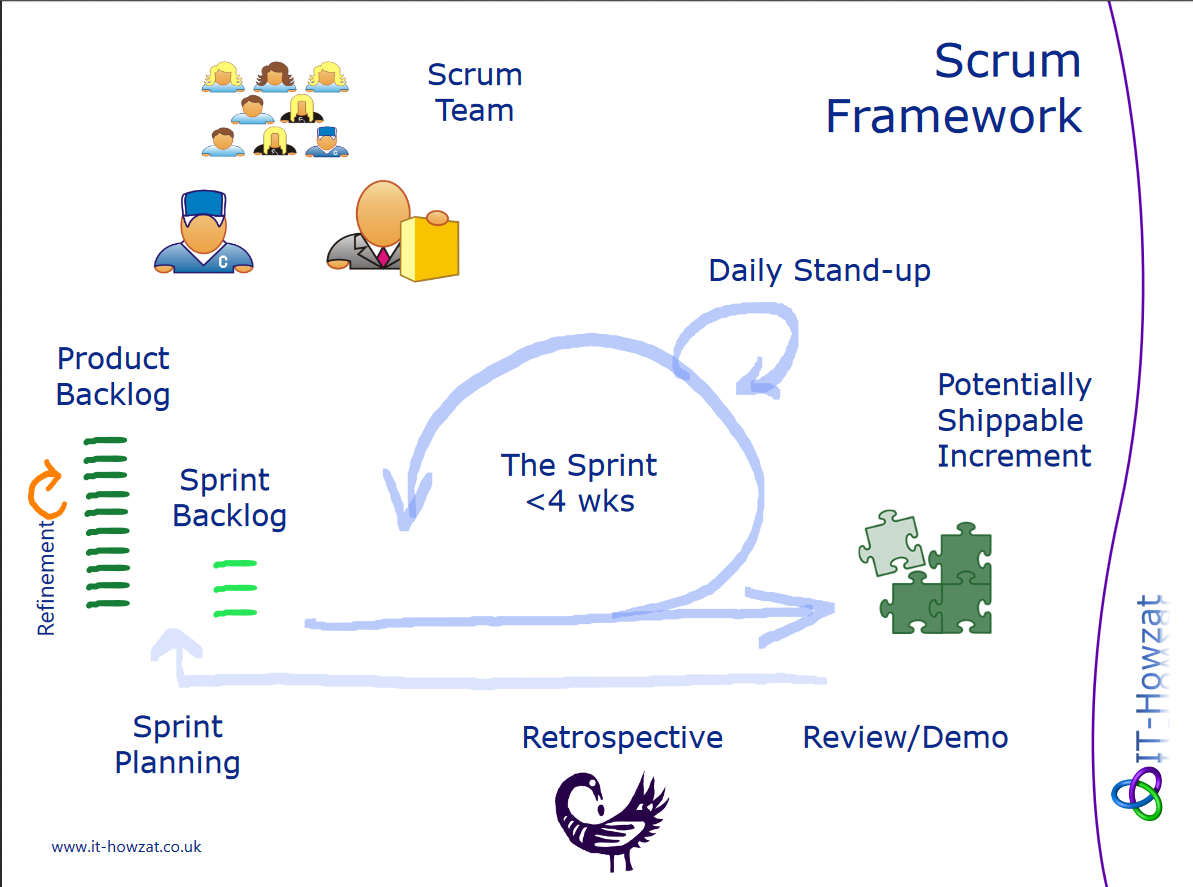 Scrum
Framework
Scrum
Team
C
Daily Stand-up
Product
Backlog
Potentially
Shippable
Increment
The Sprint
<4 wks
Sprint
Backlog
Refinement
Sprint
Planning
Retrospective
Review/Demo
IT-Howzat
www.it-howzat.co.uk